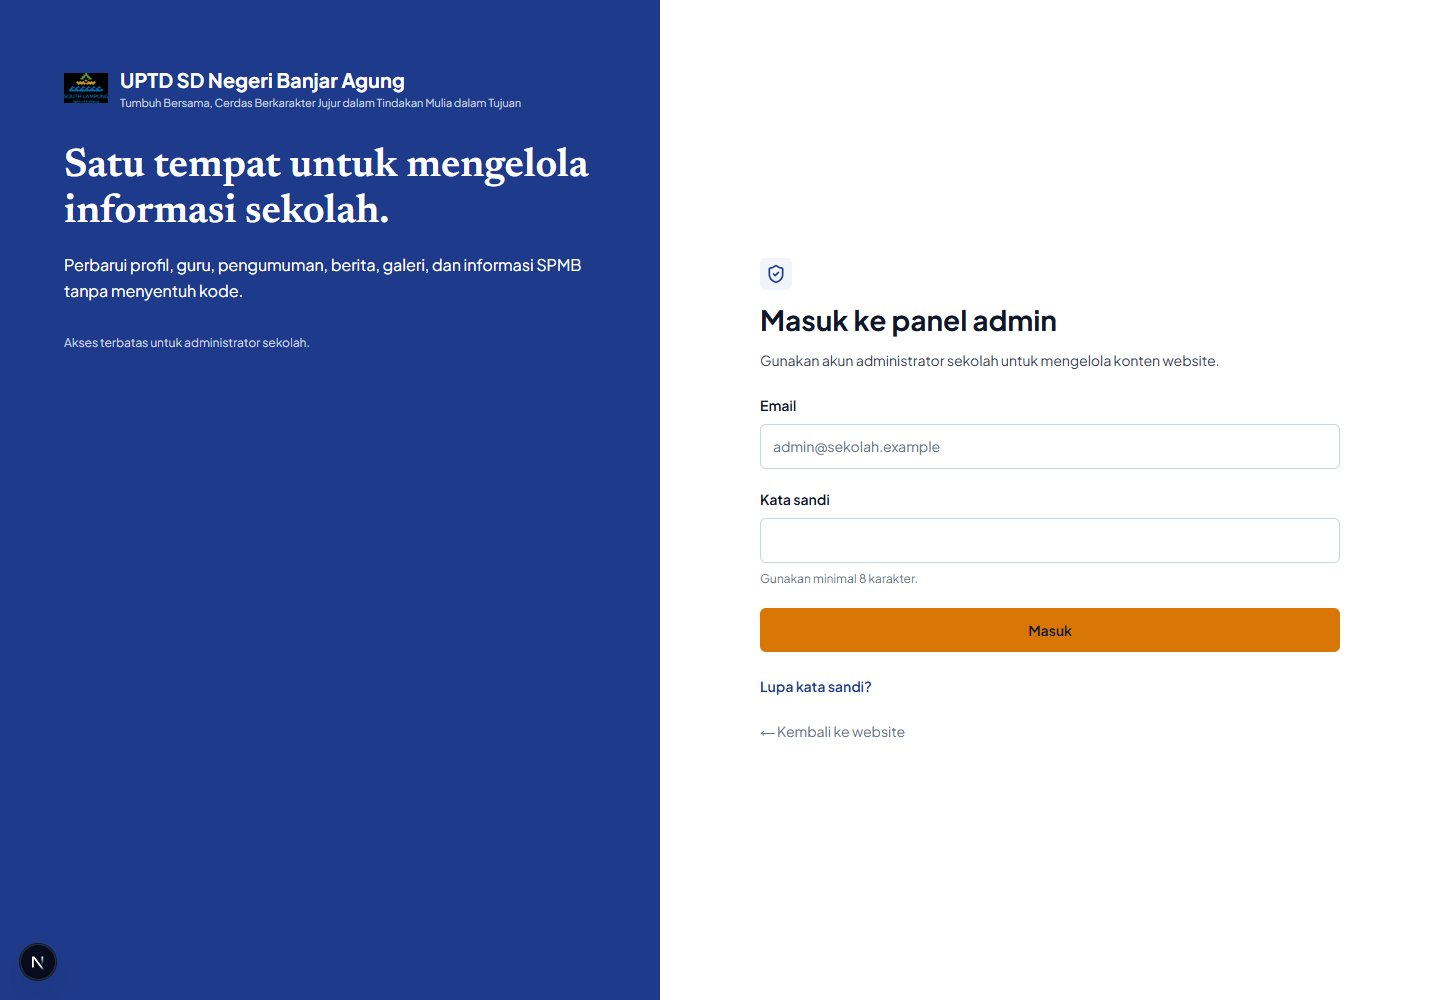 UPTD SD Negeri Banjar Agung
Tumbuh Bersama, Cerdas Berkarakter Jujur dalam Tindakan Mulia dalam Tujuan
Satu tempat untuk mengelola
informasi sekolah.
Perbarui profil, guru, pengumuman, berita, galeri, dan informasi SPMB
tanpa menyentuh kode.
Akses terbatas untuk administrator sekolah.
Masuk ke panel admin
Gunakan akun administrator sekolah untuk mengelola konten website.
Email
admin@sekolah.example
Kata sandi
Gunakan minimal 8 karakter.
Masuk
Lupa kata sandi?
← Kembali ke website
N